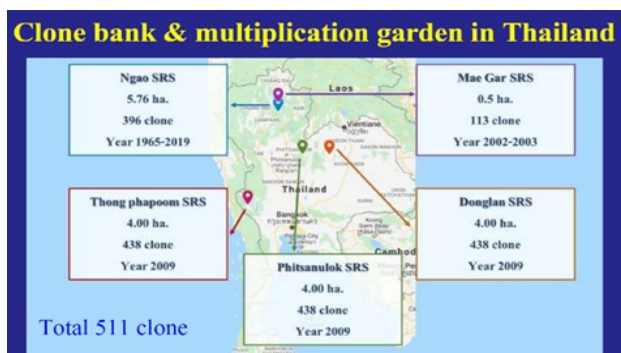 Clone bank & multiplication garden in Thailand
Ngao SRS
5.76 ha.
396 clone
Year 1965-2019
Mae Gar SRS
0.5 ha.
113 clone
Year 2002-2003
Laos
Vientiane
Thailand
Bangkok
Thong phapoom SRS
4.00 ha.
438 clone
Year 2009
Donglan SRS
4.00 ha.
438 clone
Year 2009
Phitsanulok SRS
4.00 ha.
438 clone
Year 2009
Total 511 clone